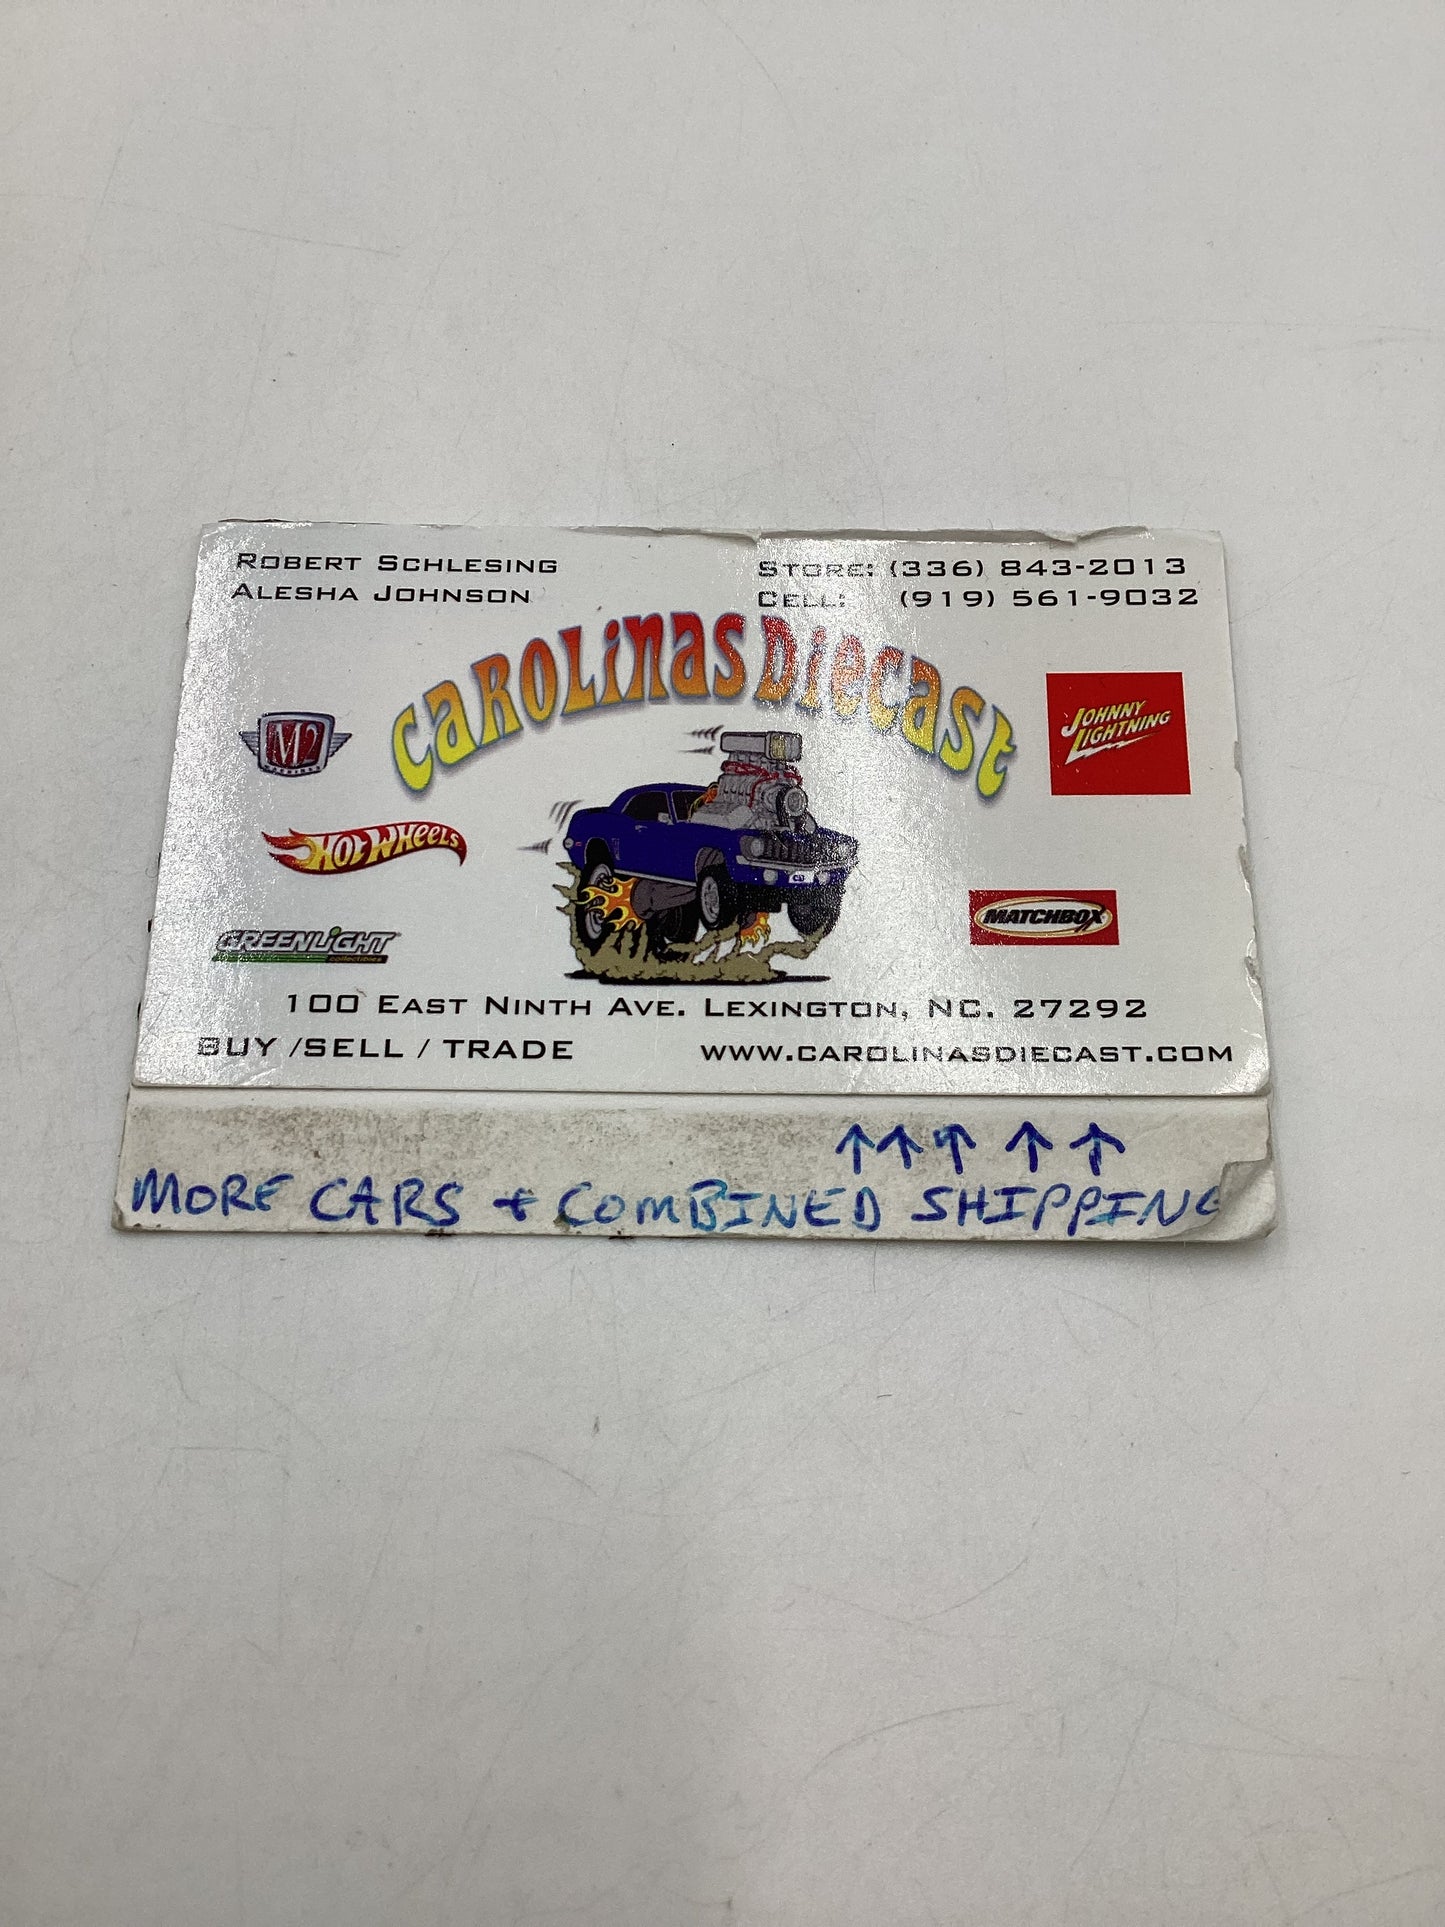 ROBERT SCHLESING
ALESHA JOHNSON
STORE: (336) 843-2013
CELL: (919) 561-9032
CAROLINAS DIECAST
M2
MACHINES
JOHNNY LIGHTNING
HOT WHEELS
GREENLIGHT
collectibles
MATCHBOX
100 EAST NINTH AVE. LEXINGTON, NC. 27292
BUY /SELL / TRADE
WWW.CAROLINASDIECAST.COM
↑↑↑↑↑
MORE CARS + COMBINED SHIPPING